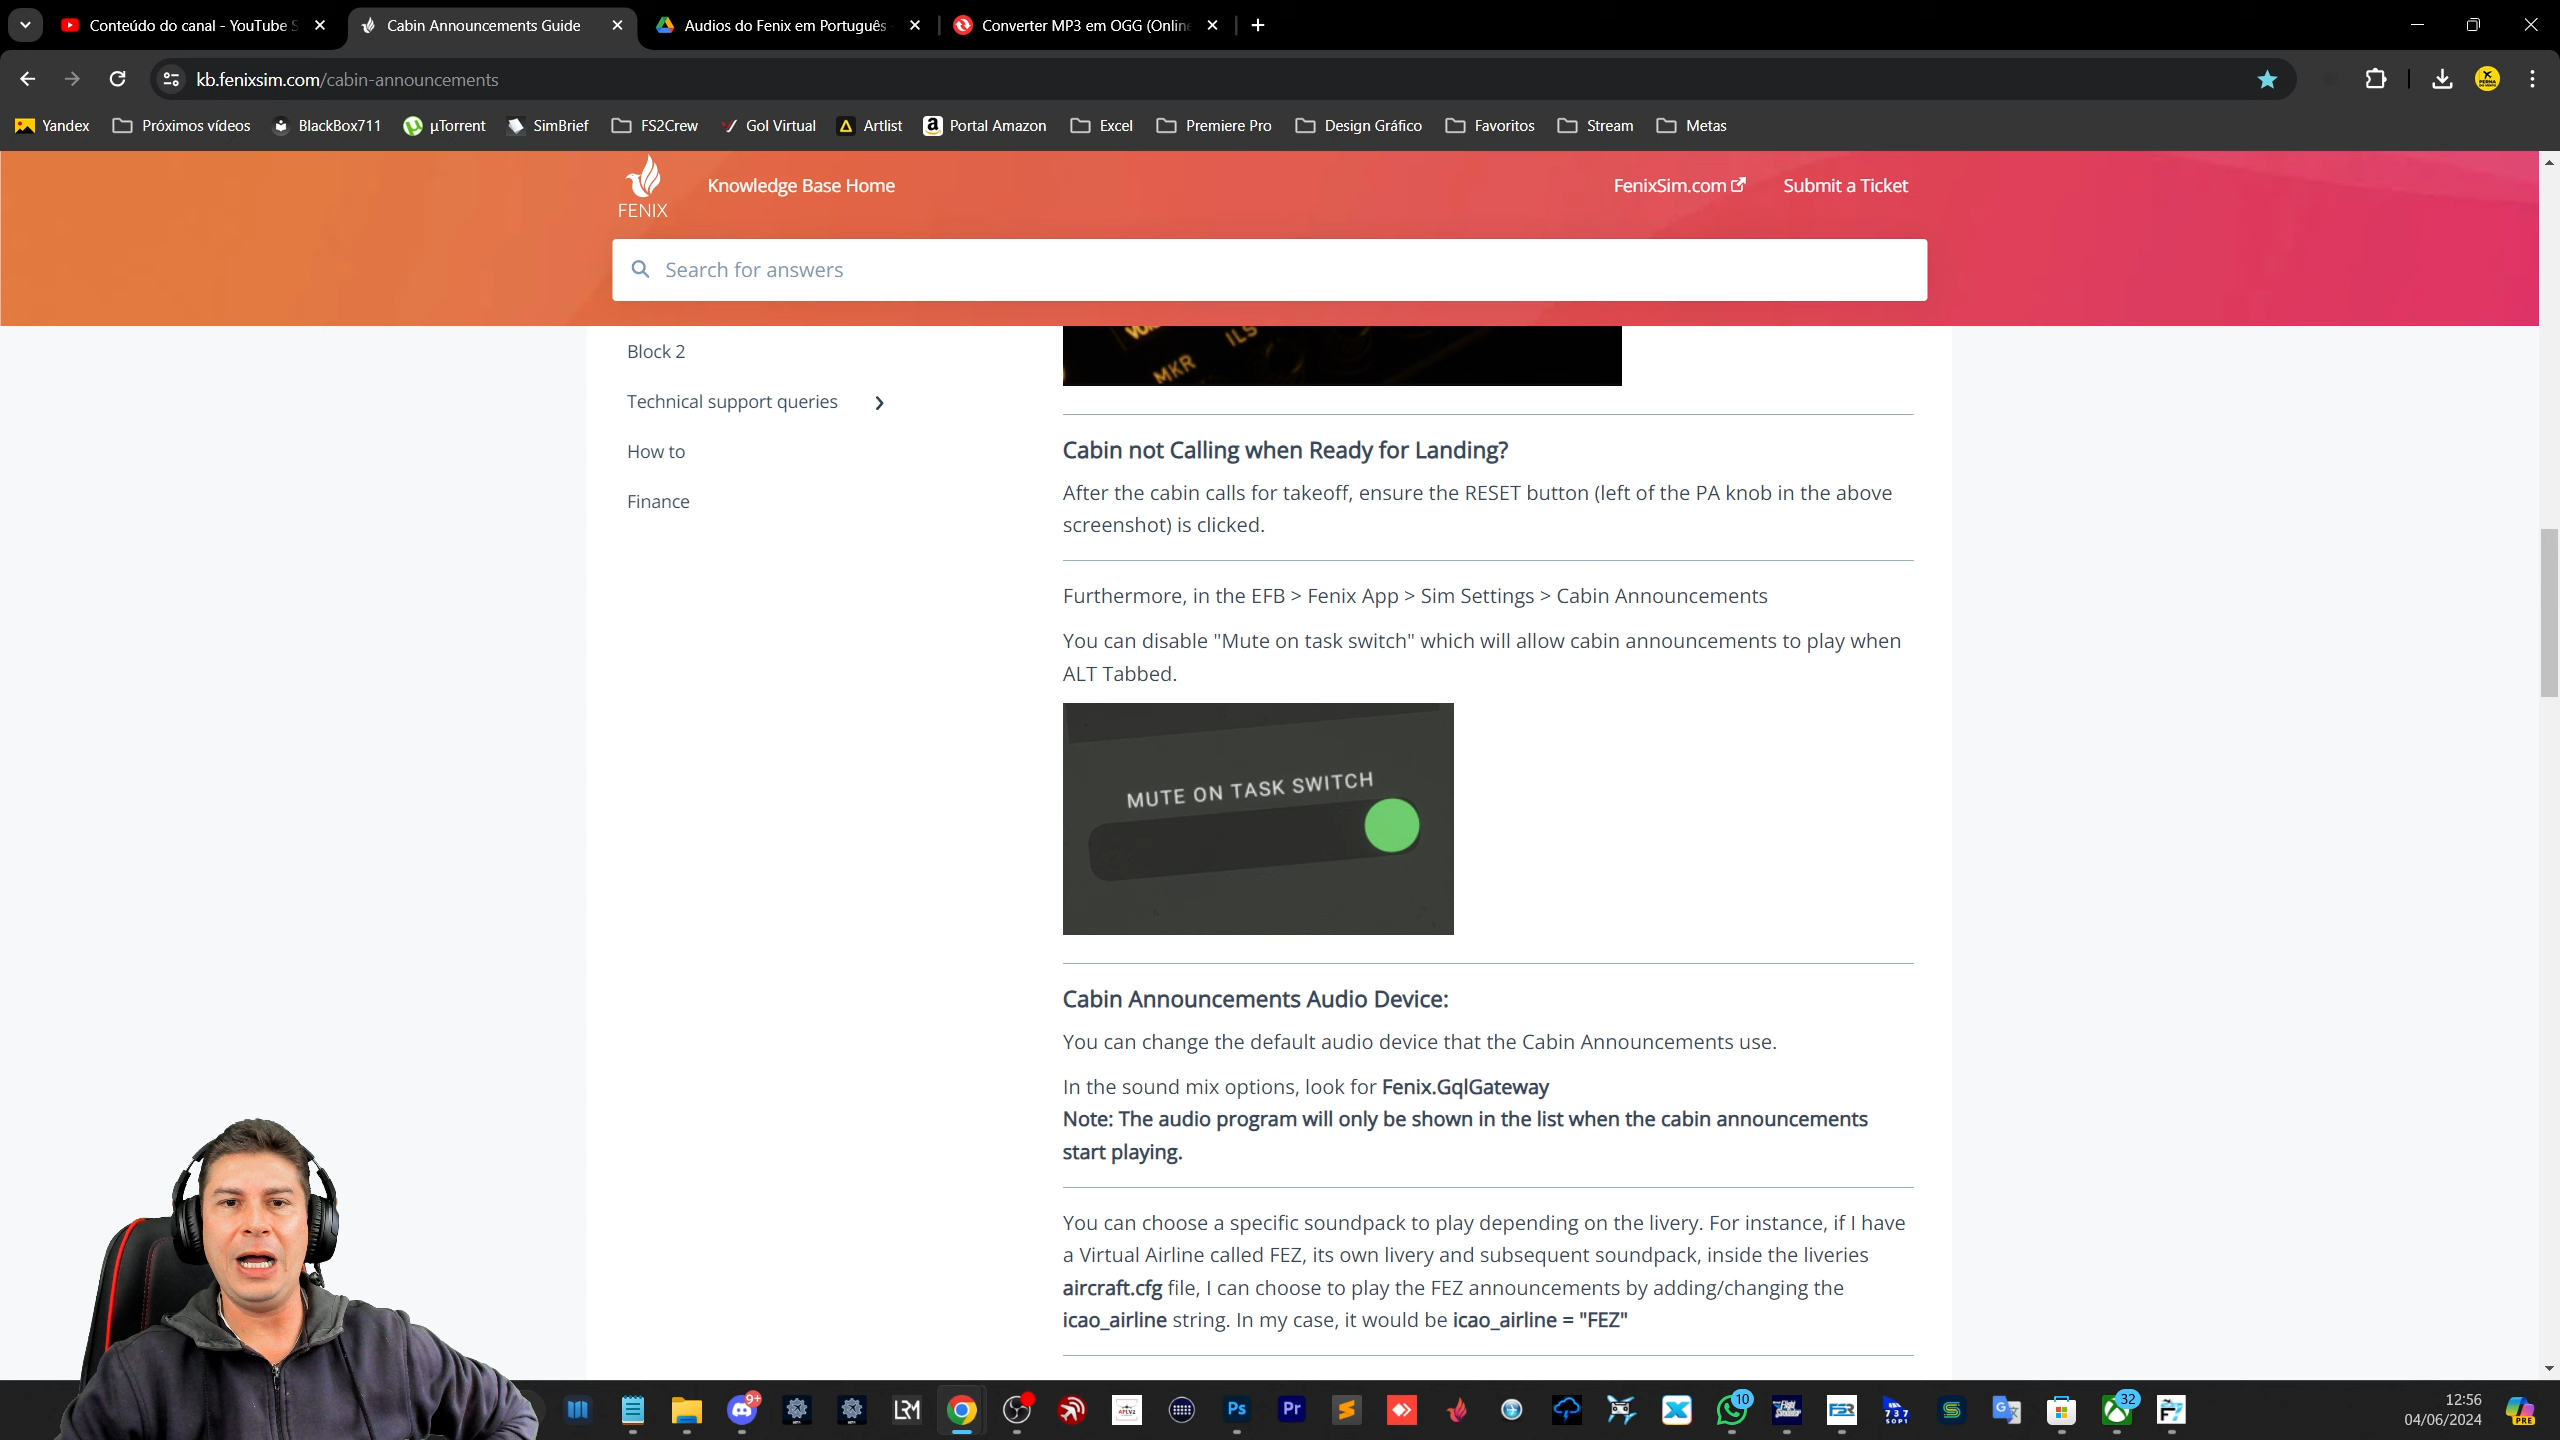 Conteúdo do canal - YouTube S
Cabin Announcements Guide
Audios do Fenix em Português
Converter MP3 em OGG (Online
kb.fenixsim.com/cabin-announcements
Yandex
Próximos vídeos
BlackBox711
µTorrent
SimBrief
FS2Crew
Gol Virtual
Artlist
Portal Amazon
Excel
Premiere Pro
Design Gráfico
Favoritos
Stream
Metas
FENIX
Knowledge Base Home
FenixSim.com
Submit a Ticket
Search for answers
Block 2
Technical support queries
How to
Finance
ILS
MKR
Cabin not Calling when Ready for Landing?
After the cabin calls for takeoff, ensure the RESET button (left of the PA knob in the above
screenshot) is clicked.
Furthermore, in the EFB > Fenix App > Sim Settings > Cabin Announcements
You can disable "Mute on task switch" which will allow cabin announcements to play when
ALT Tabbed.
MUTE ON TASK SWITCH
Cabin Announcements Audio Device:
You can change the default audio device that the Cabin Announcements use.
In the sound mix options, look for Fenix.GqlGateway
Note: The audio program will only be shown in the list when the cabin announcements
start playing.
You can choose a specific soundpack to play depending on the livery. For instance, if I have
a Virtual Airline called FEZ, its own livery and subsequent soundpack, inside the liveries
aircraft.cfg file, I can choose to play the FEZ announcements by adding/changing the
icao_airline string. In my case, it would be icao_airline = "FEZ"
9+
LRM
Ps
Pr
10
FSR
737
32
12:56
04/06/2024
PRE